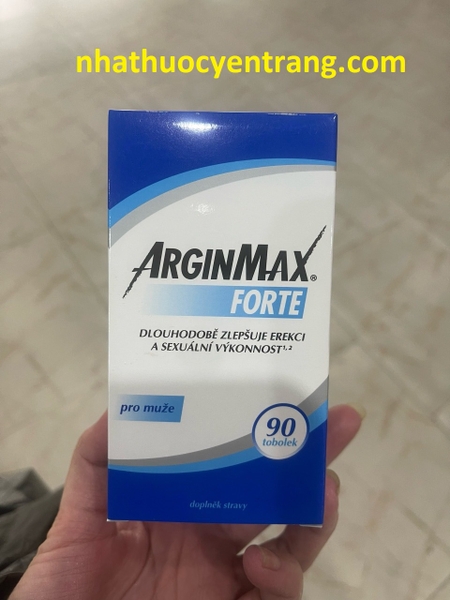 nhathuocyentrang.com
ARGINMAX®
FORTE
DLOUHODOBĚ ZLEPŠUJE EREKCI
A SEXUÁLNÍ VÝKONNOST¹,²
pro muže
90
tobolek
doplněk stravy